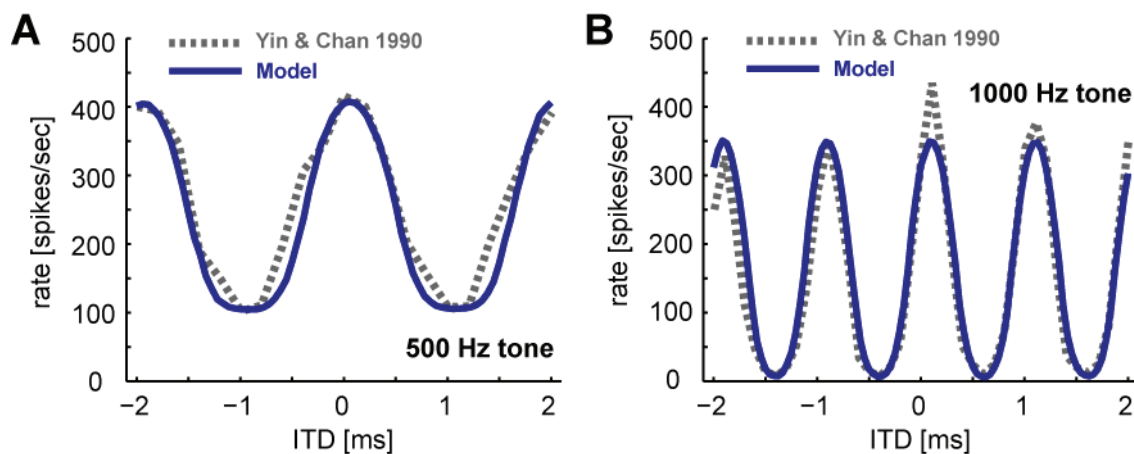 A
Yin & Chan 1990
Model
500
400
300
200
100
0
rate [spikes/sec]
500 Hz tone
−2
−1
0
1
2
ITD [ms]
B
Yin & Chan 1990
Model
1000 Hz tone
500
400
300
200
100
0
rate [spikes/sec]
−2
−1
0
1
2
ITD [ms]